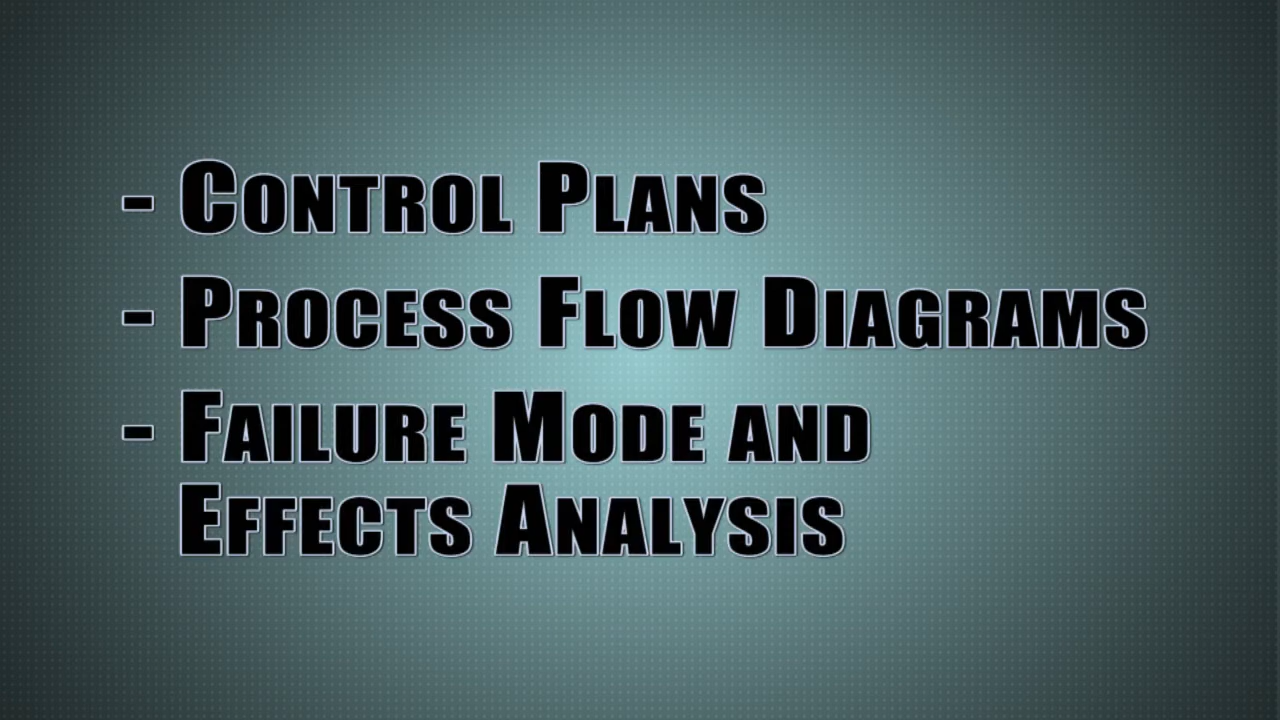 - Control Plans
- Process Flow Diagrams
- Failure Mode and
Effects Analysis